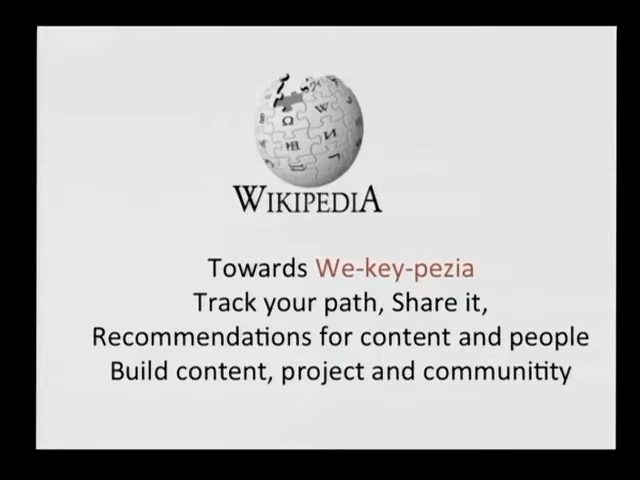 WIKIPEDIA
Towards We-key-pezia
Track your path, Share it,
Recommendations for content and people
Build content, project and communitity